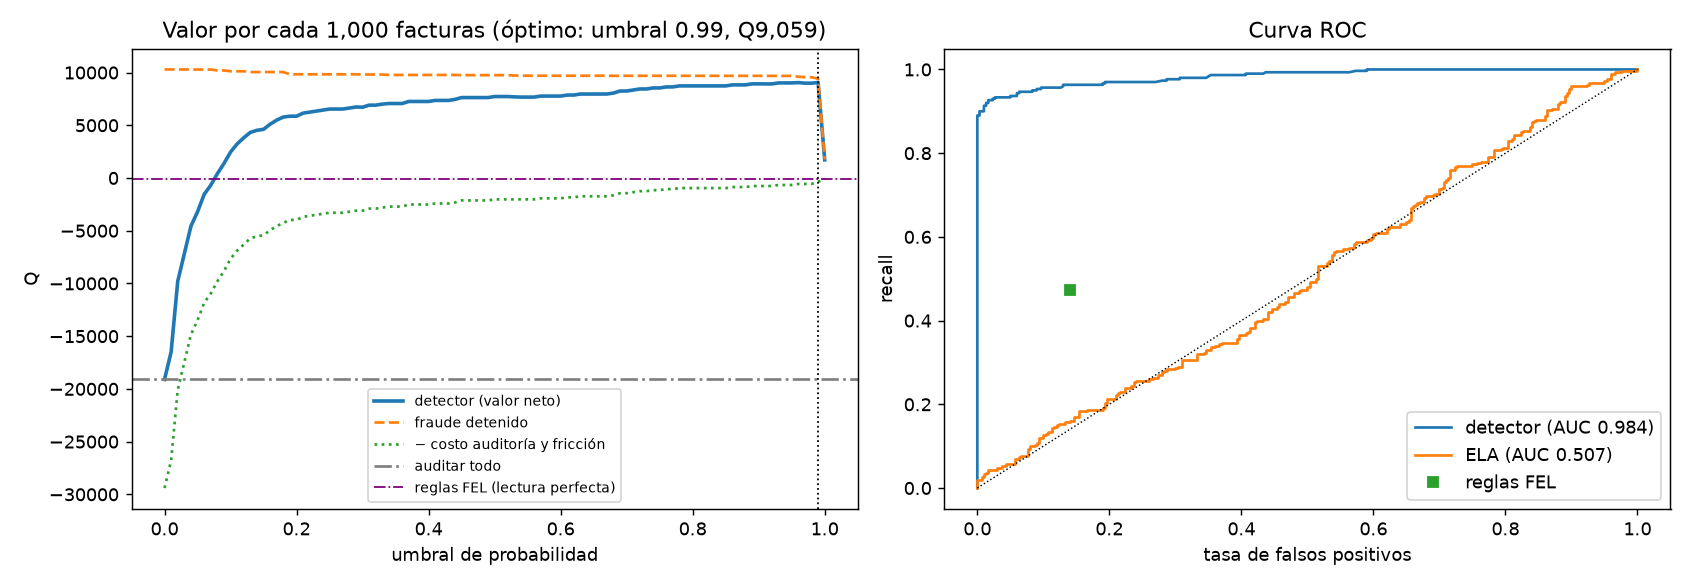 Valor por cada 1,000 facturas (óptimo: umbral 0.99, Q9,059)
10000
5000
0
−5000
−10000
−15000
−20000
−25000
−30000
Q
0.0
0.2
0.4
0.6
0.8
1.0
umbral de probabilidad
detector (valor neto)
fraude detenido
− costo auditoría y fricción
auditar todo
reglas FEL (lectura perfecta)
Curva ROC
1.0
0.8
0.6
0.4
0.2
0.0
recall
0.0
0.2
0.4
0.6
0.8
1.0
tasa de falsos positivos
detector (AUC 0.984)
ELA (AUC 0.507)
reglas FEL